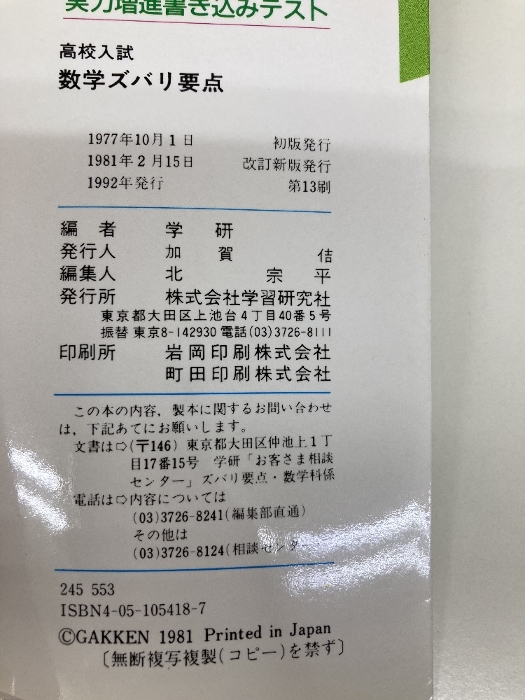 実力増進書き込みテスト
高校入試
数学ズバリ要点
1977年10月1日 初版発行
1981年2月15日 改訂新版発行
1992年発行 第13刷
編者 学研
発行人 加賀 佶
編集人 北 宗平
発行所 株式会社学習研究社
東京都大田区上池台4丁目40番5号
振替 東京8-142930 電話(03)3726-8111
印刷所 岩岡印刷株式会社
町田印刷株式会社
この本の内容、製本に関するお問い合わせ
は、下記あてにお願いします。
文書は⇨(〒146) 東京都大田区仲池上1丁
目17番15号 学研「お客さま相談
センター」ズバリ要点・数学科係
電話は⇨内容については
(03)3726-8241(編集部直通)
その他は
(03)3726-8124(相談センター
245 553
ISBN4-05-105418-7
©GAKKEN 1981 Printed in Japan
〔無断複写複製(コピー)を禁ず〕